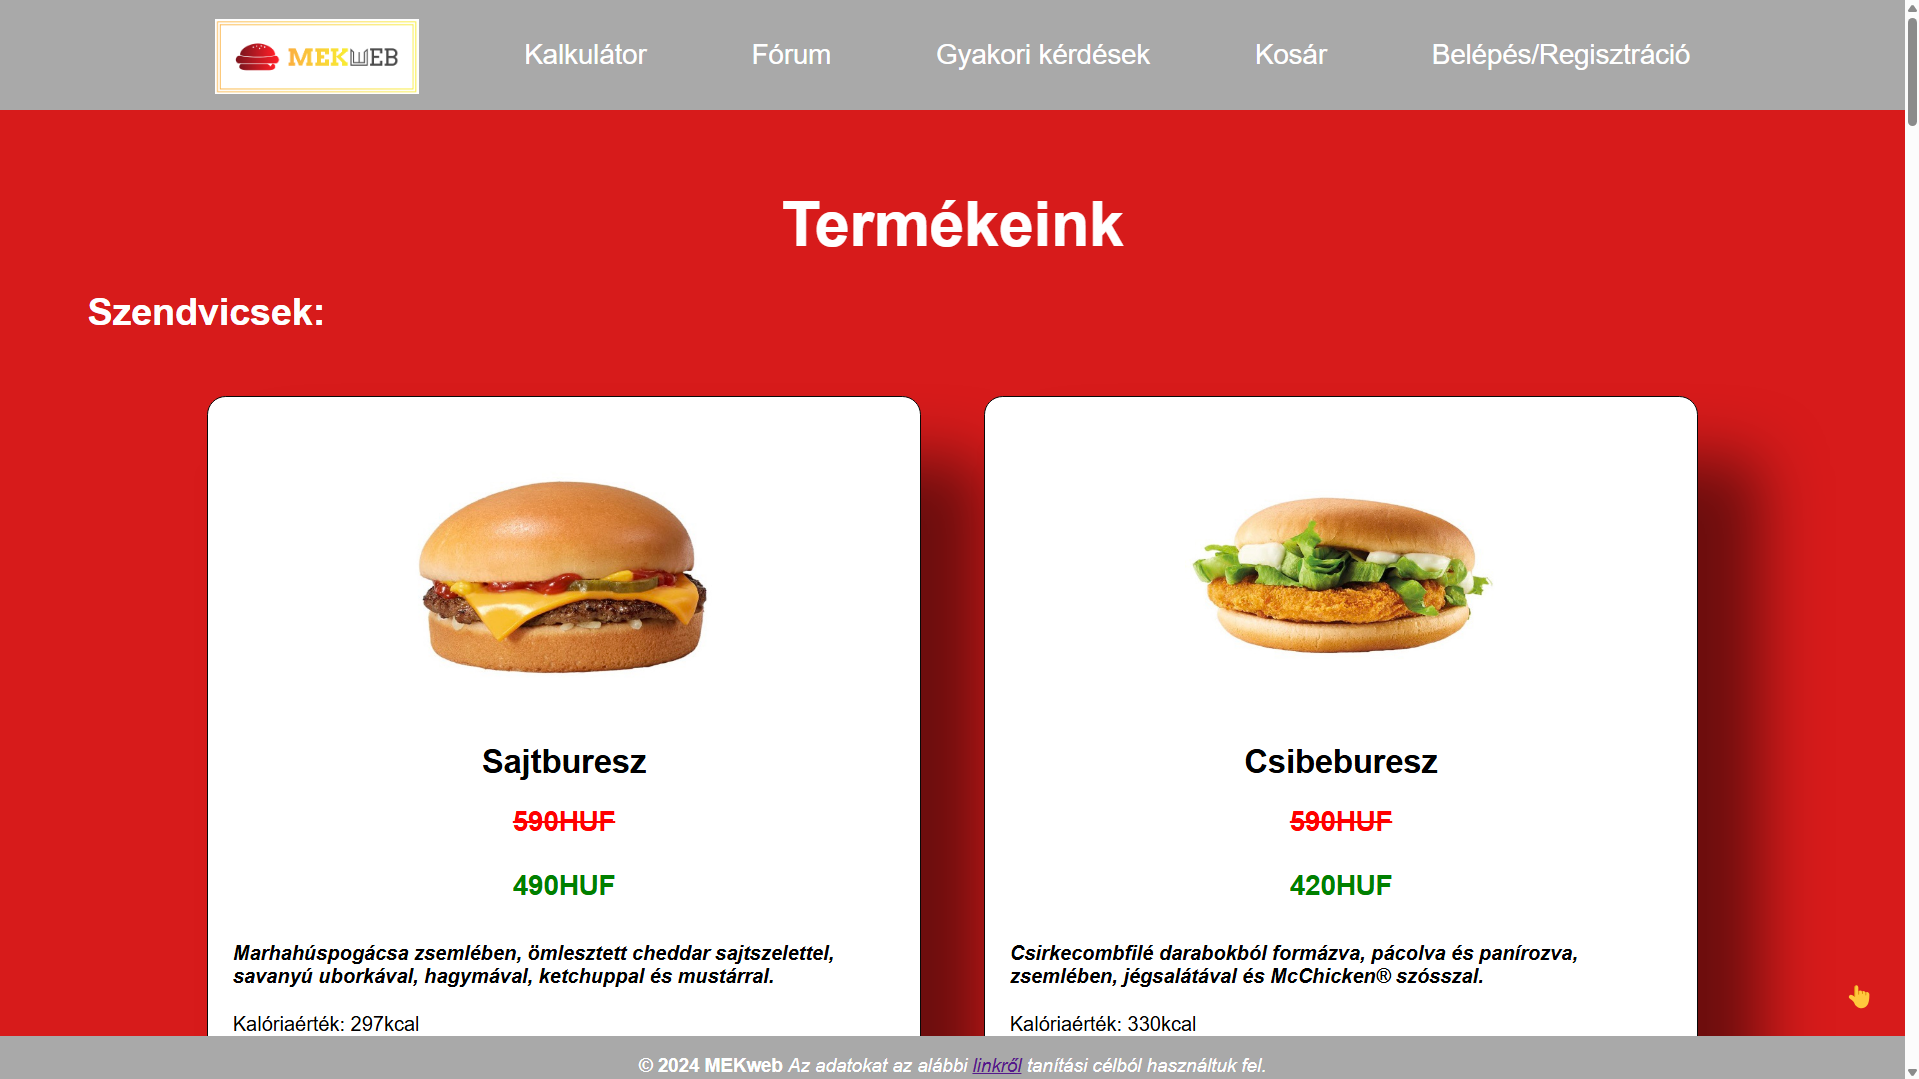 MEKWEB
Kalkulátor
Fórum
Gyakori kérdések
Kosár
Belépés/Regisztráció
Termékeink
Szendvicsek:
Sajtburesz
590HUF
490HUF
Marhahúspogácsa zsemlében, ömlesztett cheddar sajtszelettel,
savanyú uborkával, hagymával, ketchuppal és mustárral.
Kalóriaérték: 297kcal
Csibeburesz
590HUF
420HUF
Csirkecombfilé darabokból formázva, pácolva és panírozva,
zsemlében, jégsalátával és McChicken® szósszal.
Kalóriaérték: 330kcal
© 2024 MEKweb Az adatokat az alábbi linkről tanítási célból használtuk fel.